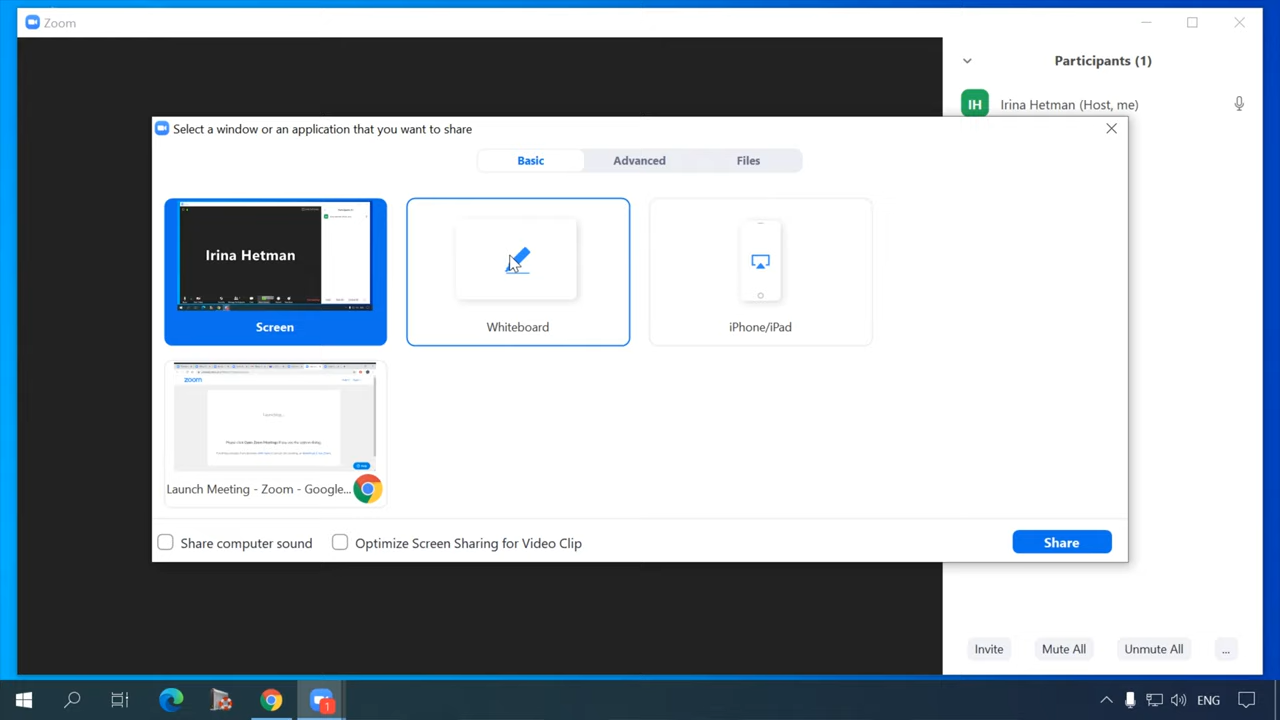 Zoom
Participants (1)
IH
Irina Hetman (Host, me)
Select a window or an application that you want to share
Basic
Advanced
Files
Irina Hetman
Screen
Whiteboard
iPhone/iPad
zoom
Launching...
Launch Meeting - Zoom - Google...
Share computer sound
Optimize Screen Sharing for Video Clip
Share
Invite
Mute All
Unmute All
...
1
ENG